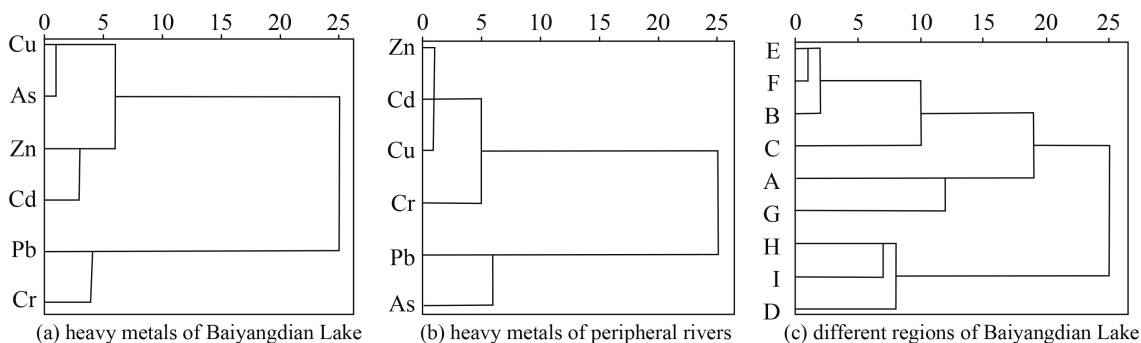 0 5 10 15 20 25
Cu
As
Zn
Cd
Pb
Cr
(a) heavy metals of Baiyangdian Lake
0 5 10 15 20 25
Zn
Cd
Cu
Cr
Pb
As
(b) heavy metals of peripheral rivers
0 5 10 15 20 25
E
F
B
C
A
G
H
I
D
(c) different regions of Baiyangdian Lake